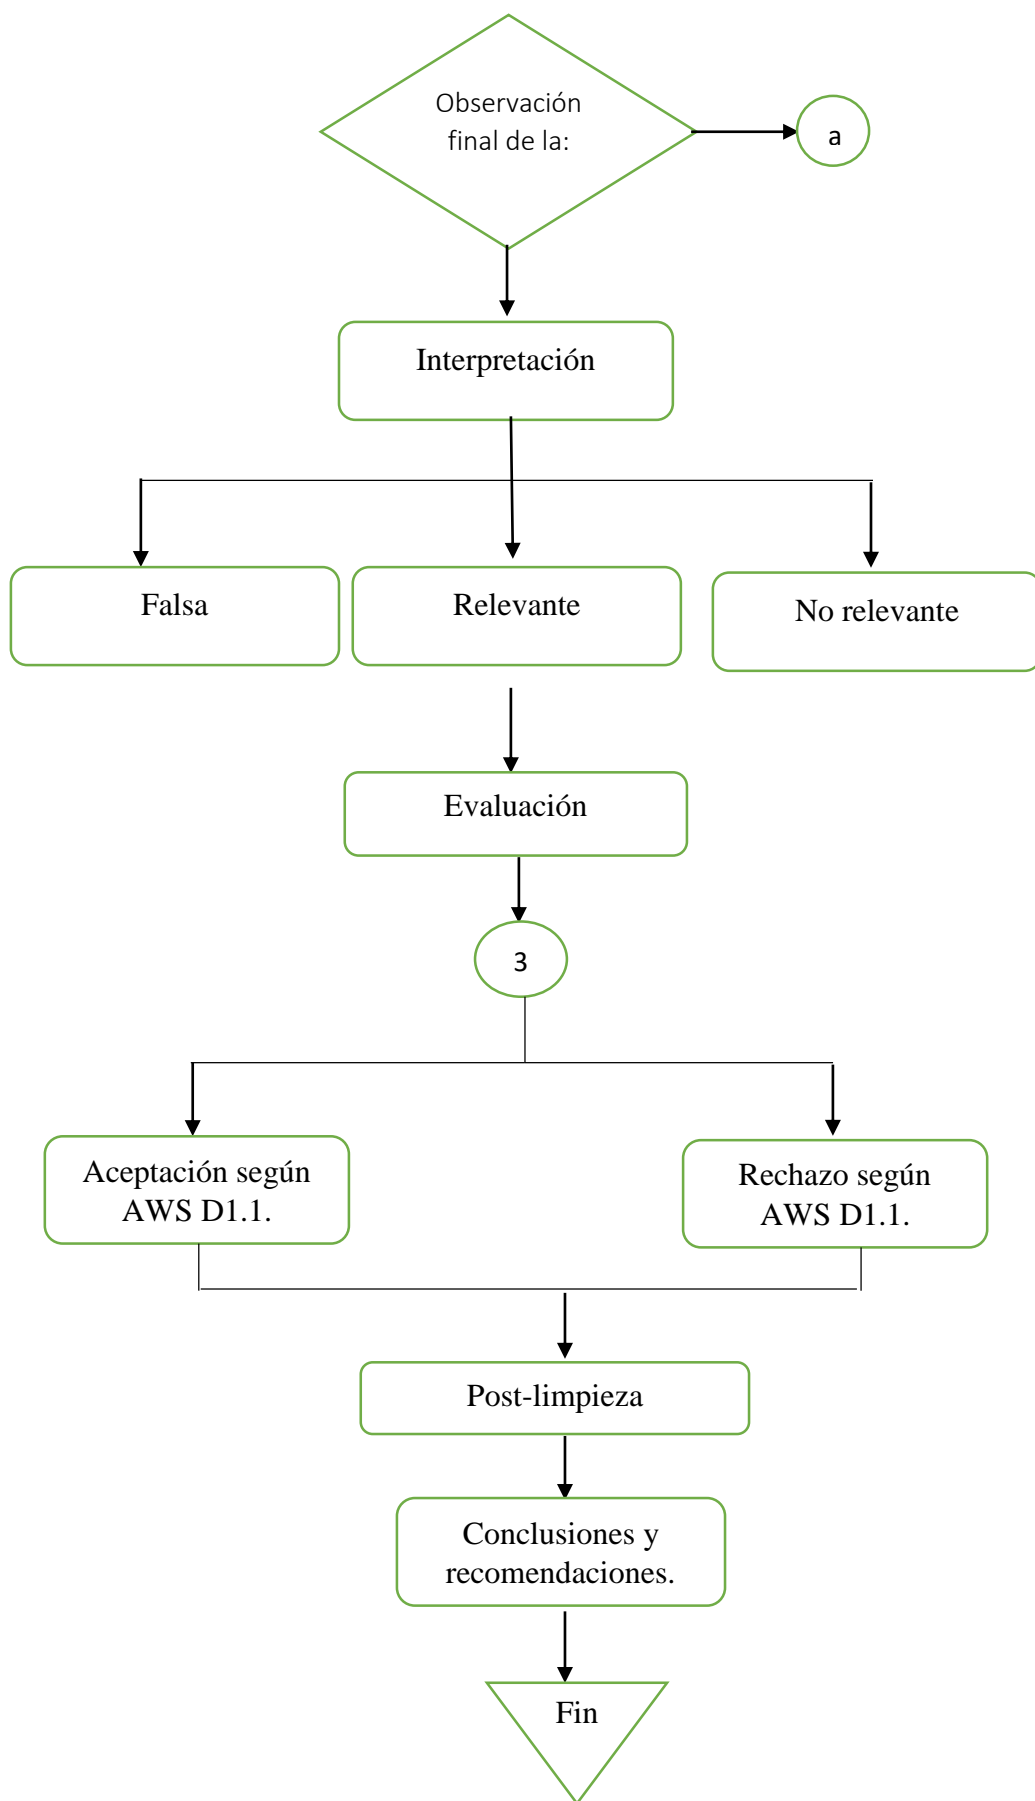 Observación
final de la:
a
Interpretación
Falsa
Relevante
No relevante
Evaluación
3
Aceptación según
AWS D1.1.
Rechazo según
AWS D1.1.
Post-limpieza
Conclusiones y
recomendaciones.
Fin